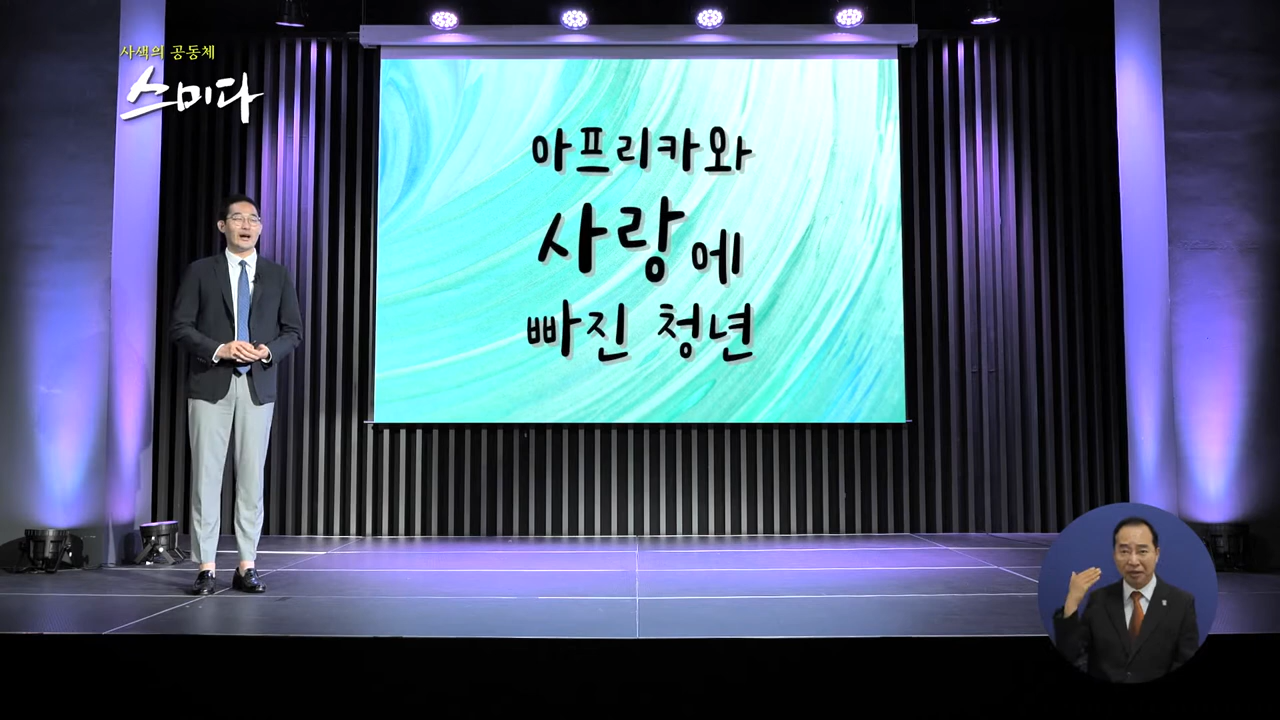 사색의 공동체
스미다
아프리카와
사랑에
빠진 청년